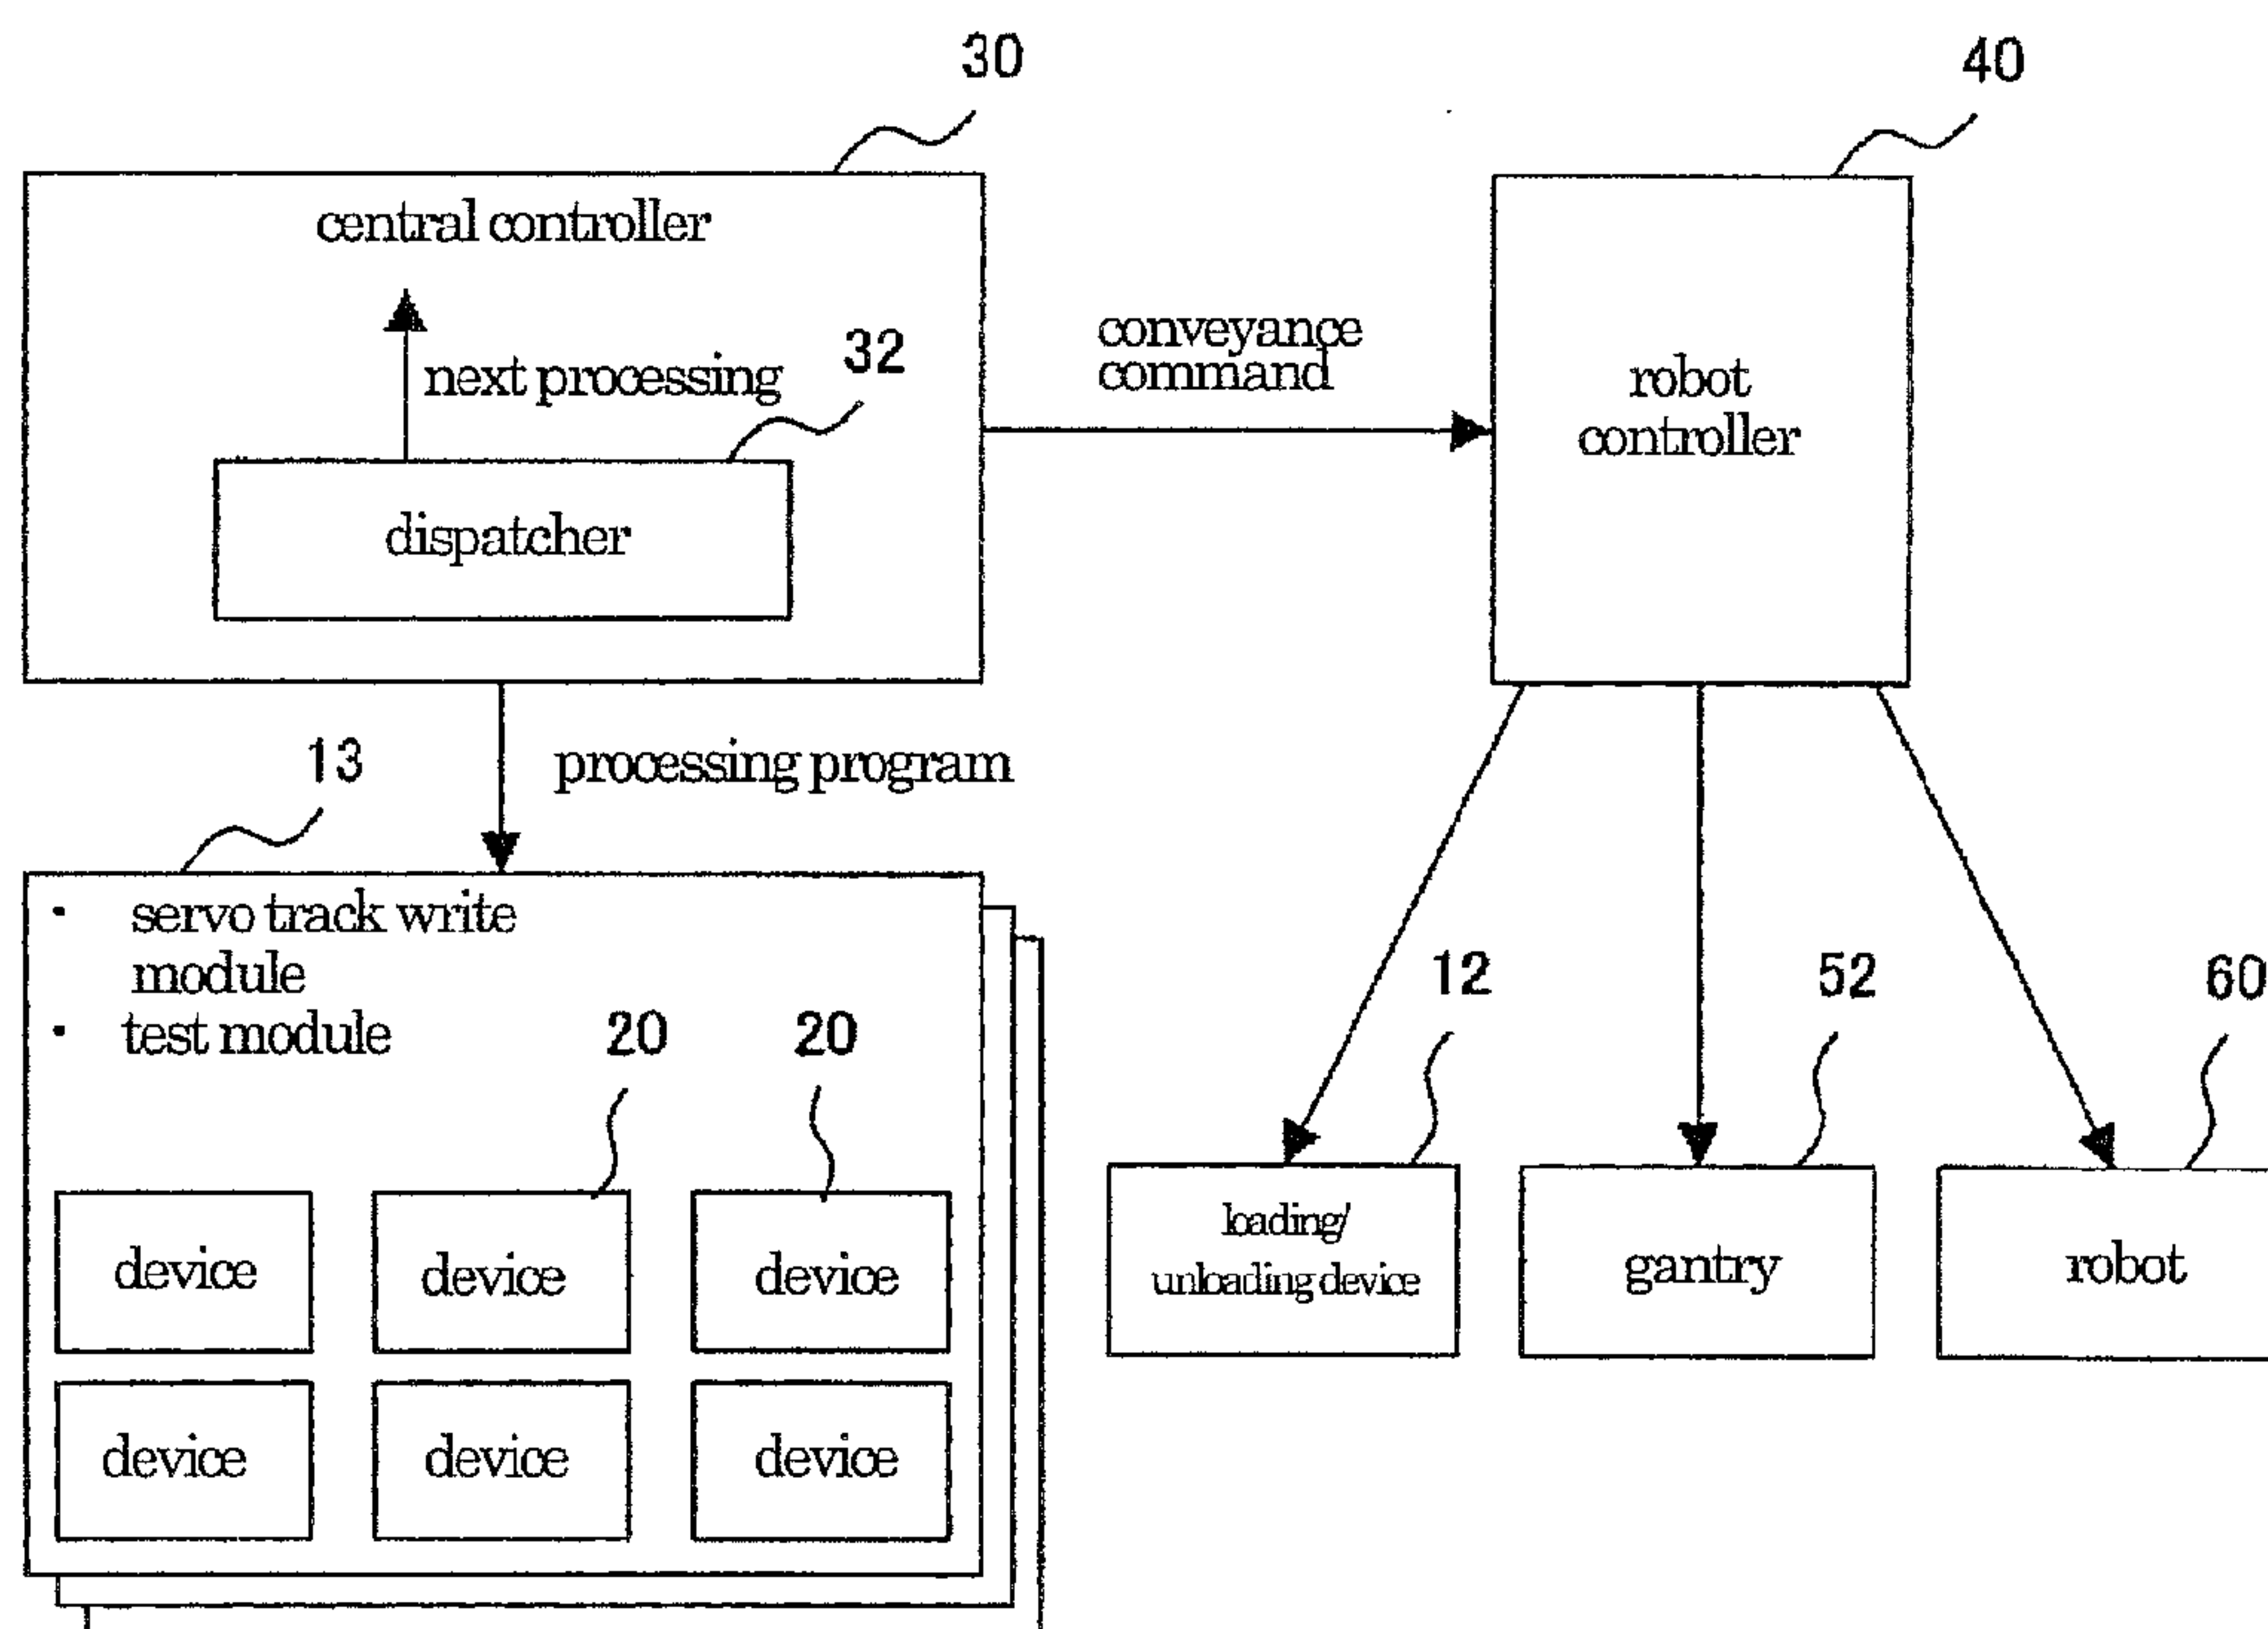 30
40
central controller
next processing
32
dispatcher
conveyance
command
robot
controller
13
processing program
• servo track write
module
• test module
20
20
device
device
device
device
device
device
12
52
60
loading/
unloading device
gantry
robot